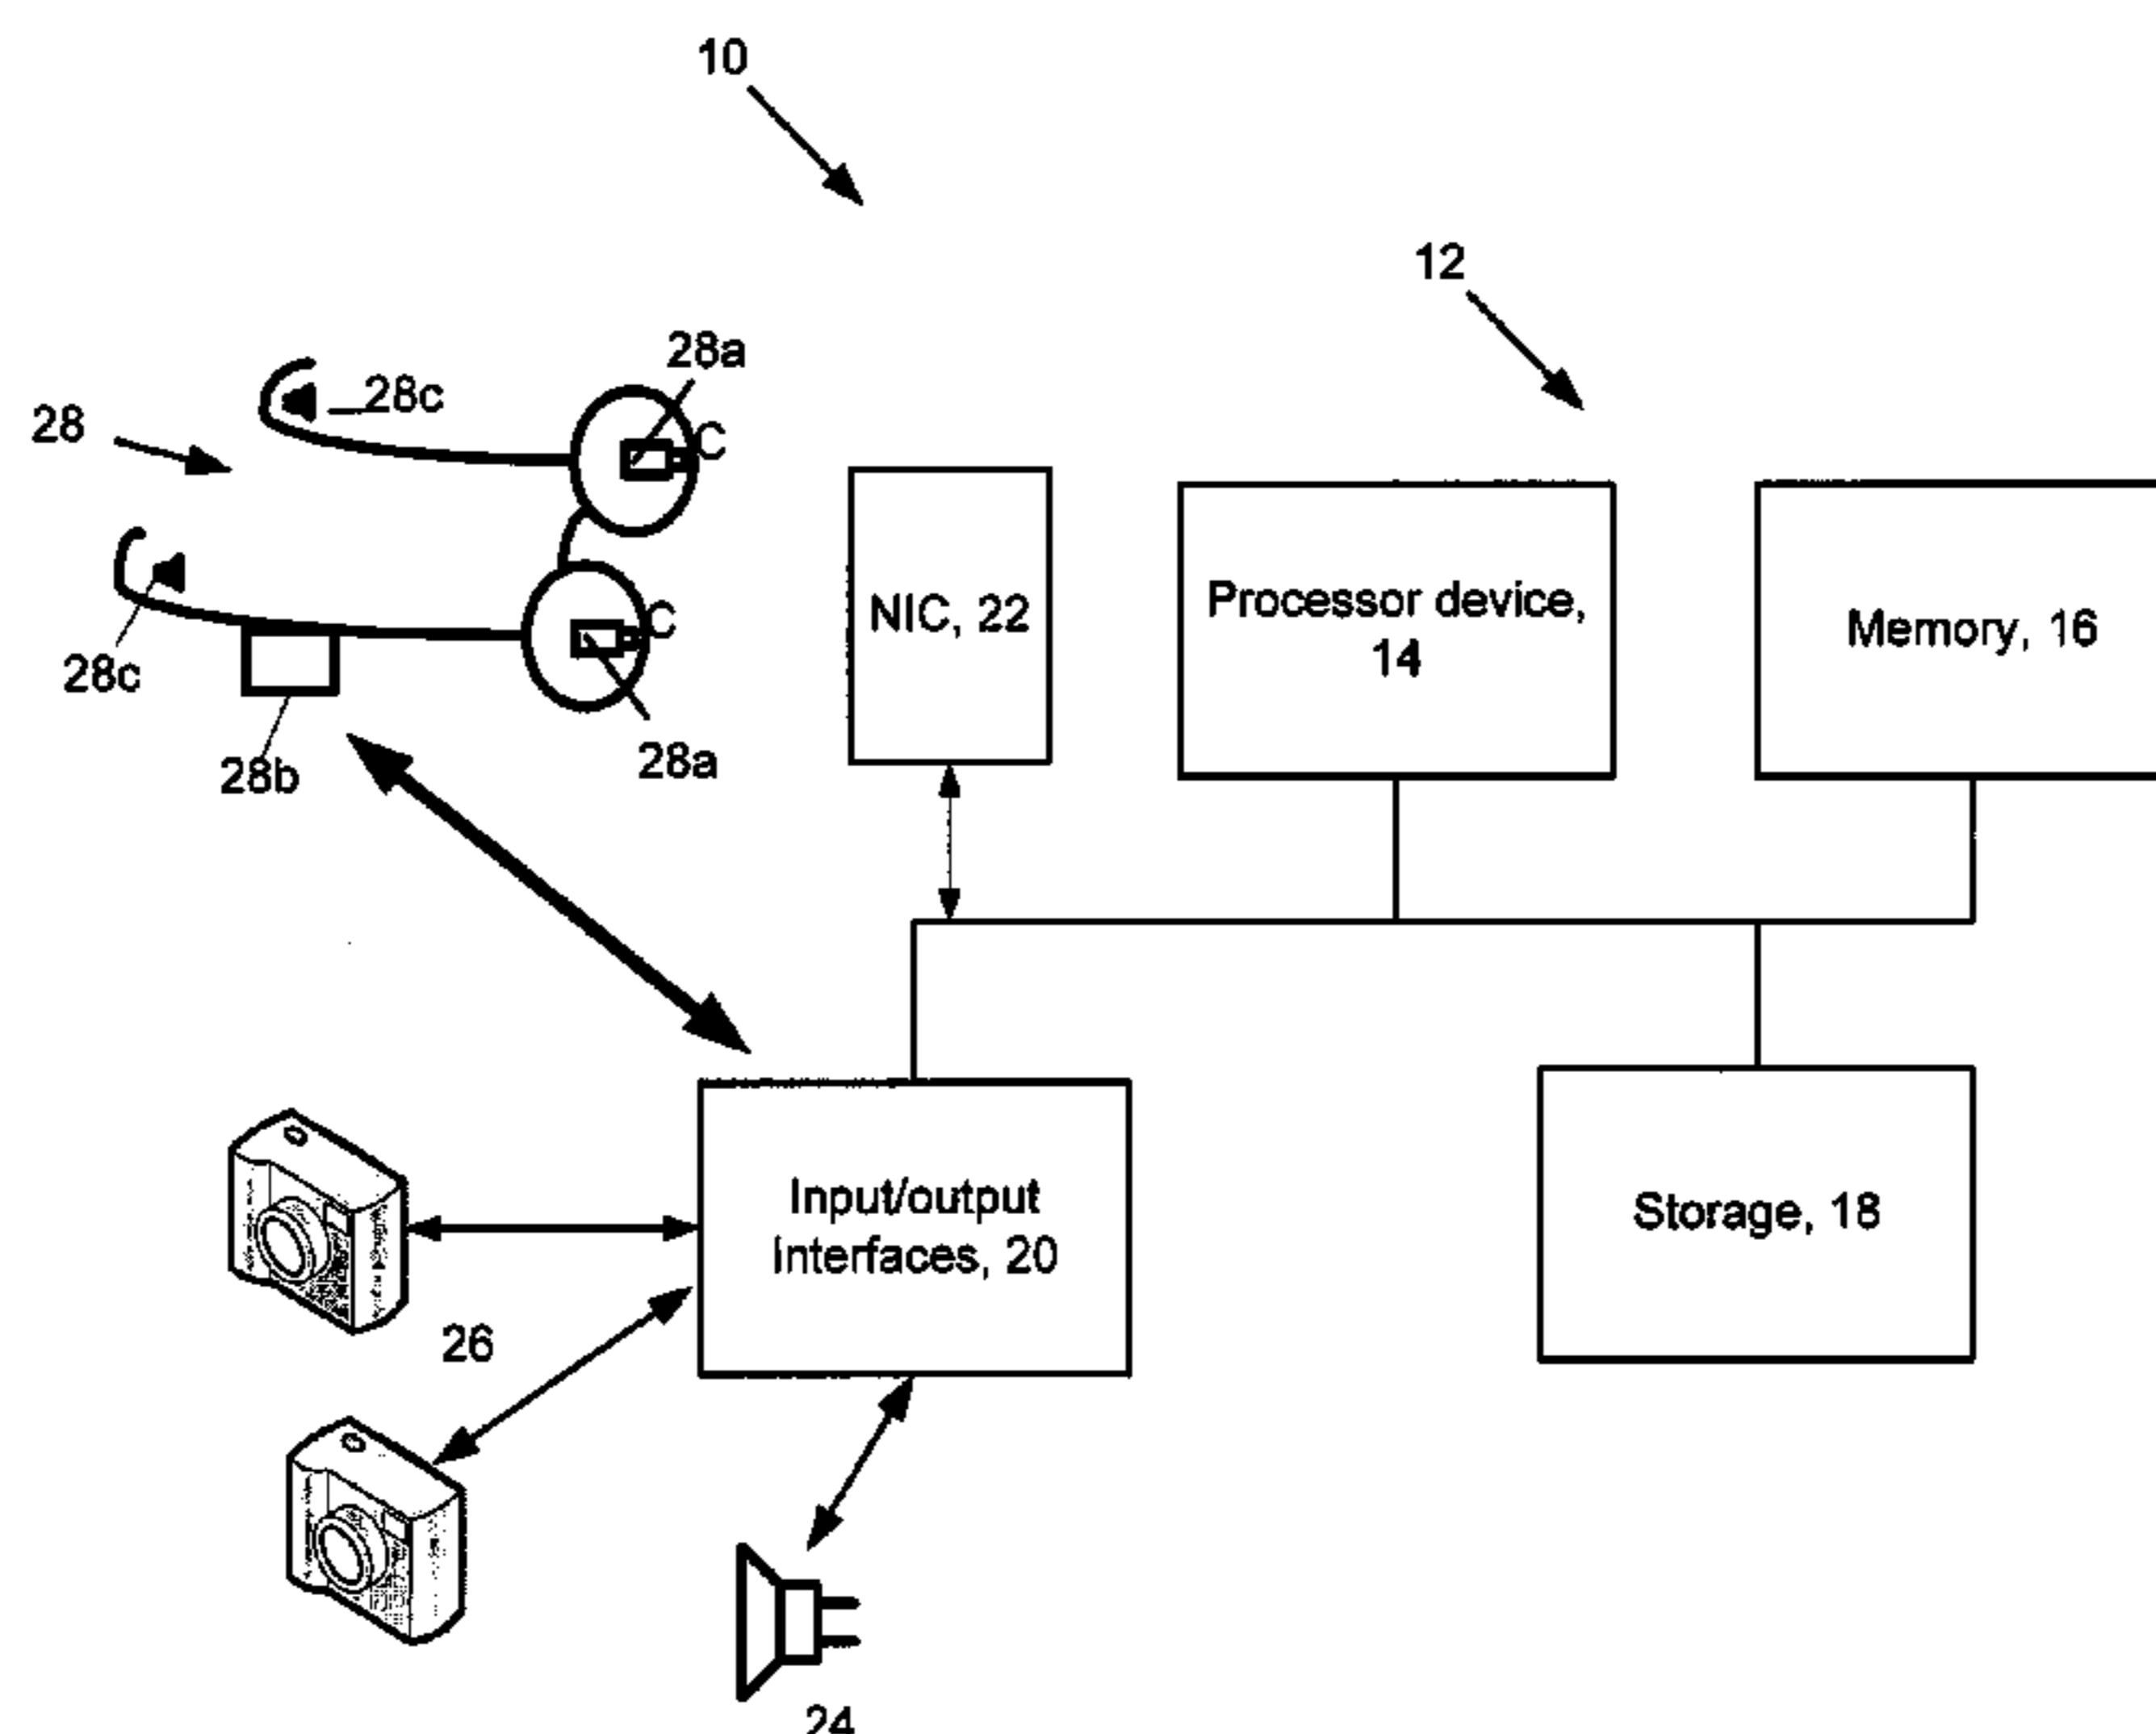 10
12
28a
28c
28
C
NIC, 22
Processor device,
14
Memory, 16
C
28c
28b
28a
Input/output
Interfaces, 20
Storage, 18
26
24